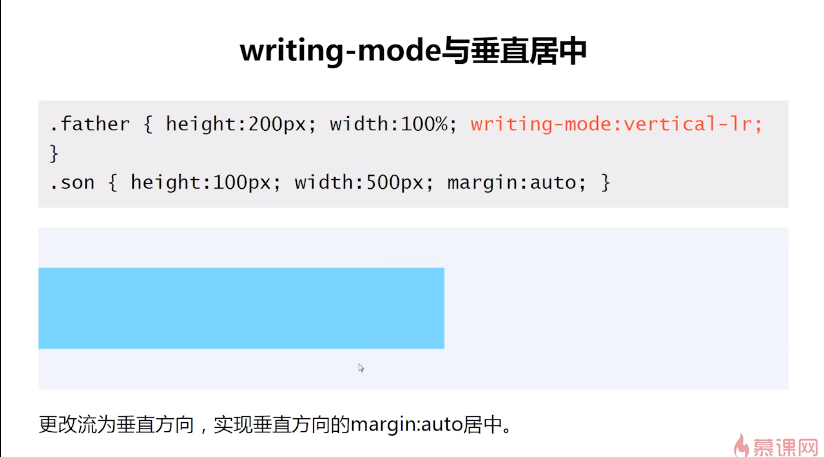 writing-mode与垂直居中
.father { height:200px; width:100%; writing-mode:vertical-lr;
}
.son { height:100px; width:500px; margin:auto; }
更改流为垂直方向，实现垂直方向的margin:auto居中。
慕课网